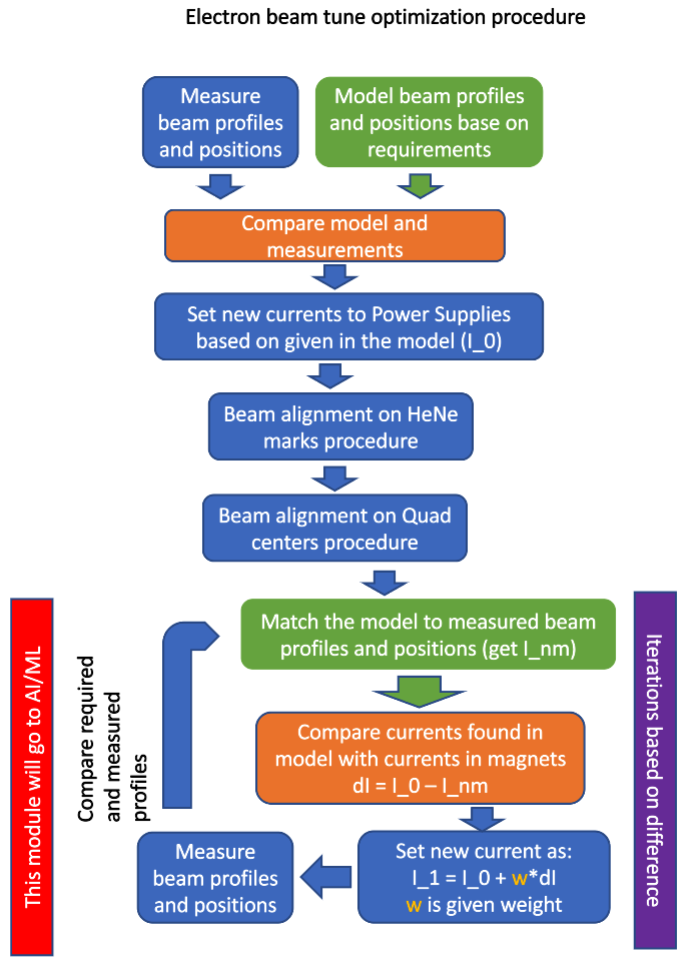 Electron beam tune optimization procedure
Measure
beam profiles
and positions
Model beam profiles
and positions base on
requirements
Compare model and
measurements
Set new currents to Power Supplies
based on given in the model (I_0)
Beam alignment on HeNe
marks procedure
Beam alignment on Quad
centers procedure
This module will go to AI/ML
Compare required
and measured
profiles
Match the model to measured beam
profiles and positions (get I_nm)
Compare currents found in
model with currents in magnets
dI = I_0 – I_nm
Set new current as:
I_1 = I_0 + w*dI
w is given weight
Measure
beam profiles
and positions
Iterations based on difference